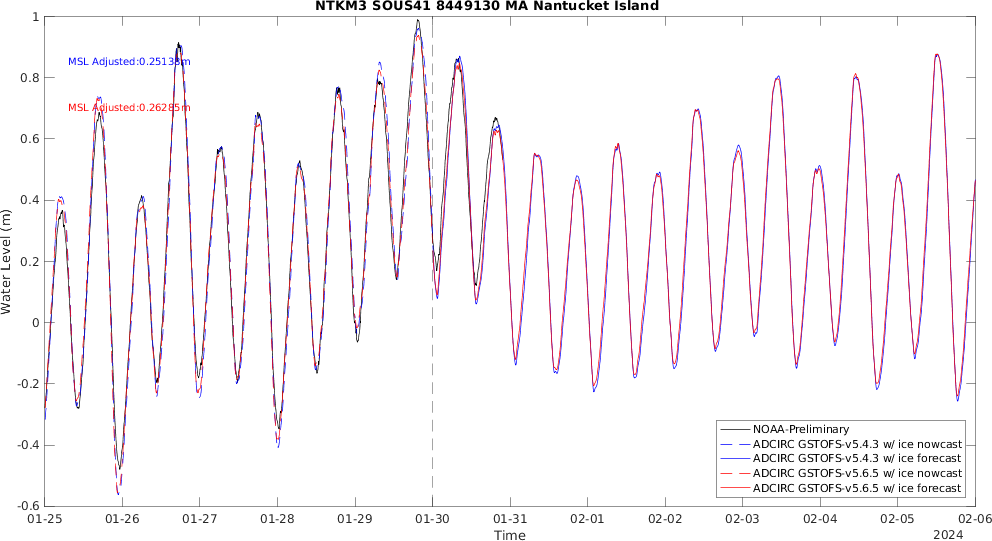 NTKM3 SOUS41 8449130 MA Nantucket Island
MSL Adjusted:0.25138m
MSL Adjusted:0.26285m
Water Level (m)
1
0.8
0.6
0.4
0.2
0
-0.2
-0.4
-0.6
NOAA-Preliminary
ADCIRC GSTOFS-v5.4.3 w/ ice nowcast
ADCIRC GSTOFS-v5.4.3 w/ ice forecast
ADCIRC GSTOFS-v5.6.5 w/ ice nowcast
ADCIRC GSTOFS-v5.6.5 w/ ice forecast
01-25 01-26 01-27 01-28 01-29 01-30 01-31 02-01 02-02 02-03 02-04 02-05 02-06
Time
2024